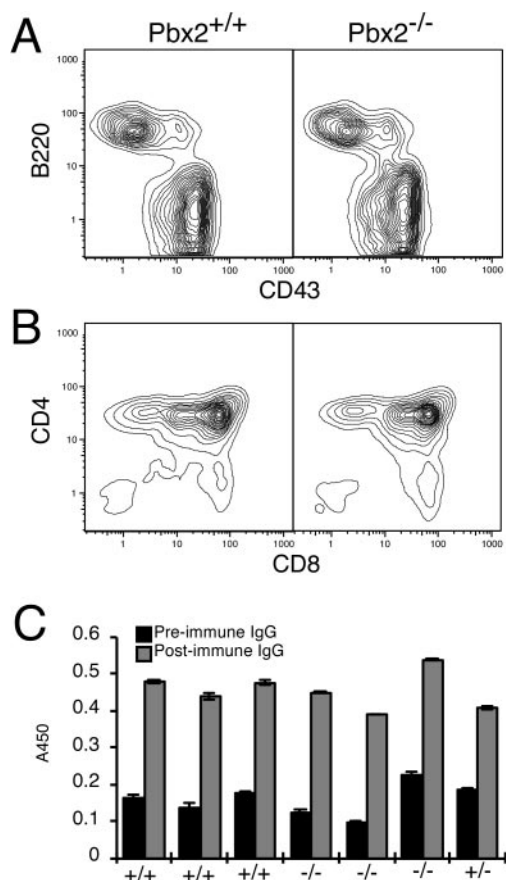 A
Pbx2+/+ Pbx2-/-
1000
100
10
1
B220
1 10 100 1000 1 10 100 1000
CD43
B
1000
100
10
1
CD4
1 10 100 1000 1 10 100 1000
CD8
C
0.6
0.5
0.4
0.3
0.2
0.1
0
A450
Pre-immune IgG
Post-immune IgG
+/+ +/+ +/+ -/- -/- -/- +/-